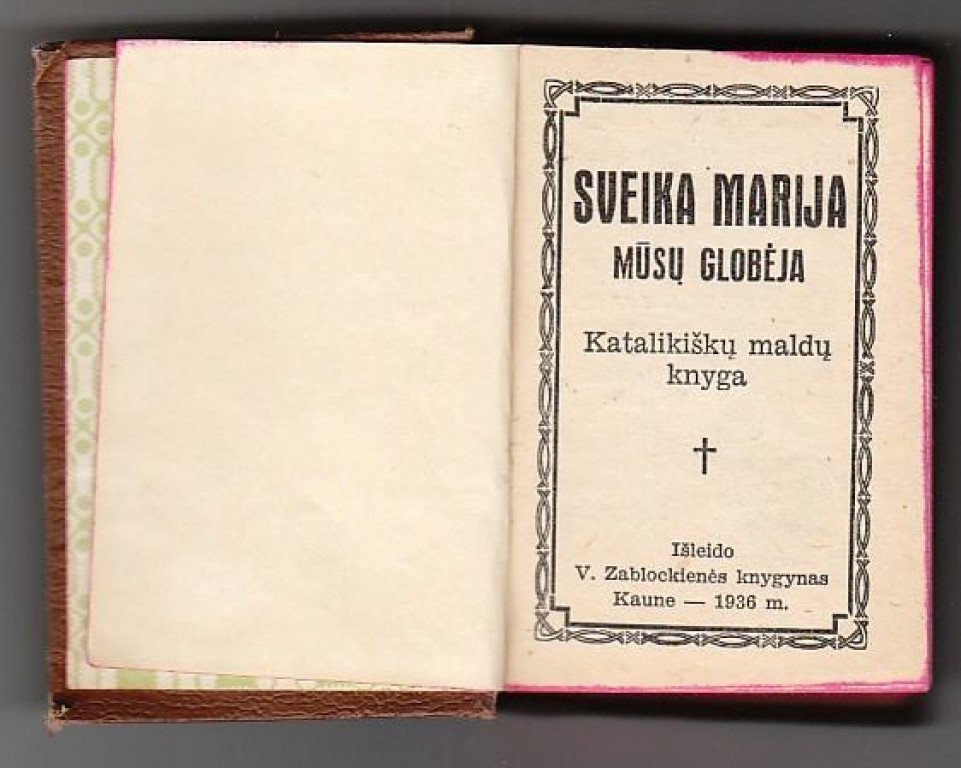 SVEIKA MARIJA
MŪSŲ GLOBĖJA
Katalikiškų maldų
knyga
Išleido
V. Zablockienės knygynas
Kaune — 1936 m.